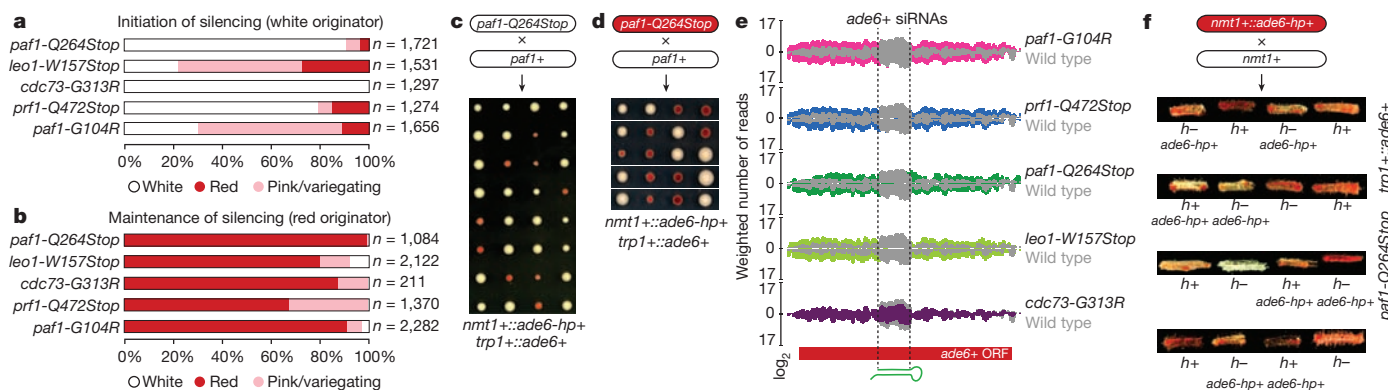 a
Initiation of silencing (white originator)
paf1-Q264Stop n = 1,721
leo1-W157Stop n = 1,531
cdc73-G313R n = 1,297
prf1-Q472Stop n = 1,274
paf1-G104R n = 1,656
0% 20% 40% 60% 80% 100%
White Red Pink/variegating
b
Maintenance of silencing (red originator)
paf1-Q264Stop n = 1,084
leo1-W157Stop n = 2,122
cdc73-G313R n = 211
prf1-Q472Stop n = 1,370
paf1-G104R n = 2,282
0% 20% 40% 60% 80% 100%
White Red Pink/variegating
c
paf1-Q264Stop
×
paf1+
nmt1+::ade6-hp+
trp1+::ade6+
d
paf1-Q264Stop
×
paf1+
nmt1+::ade6-hp+
trp1+::ade6+
e
ade6+ siRNAs
Weighted number of reads
log2
17
0
17
paf1-G104R
Wild type
17
0
17
prf1-Q472Stop
Wild type
17
0
17
paf1-Q264Stop
Wild type
17
0
17
leo1-W157Stop
Wild type
17
0
17
cdc73-G313R
Wild type
ade6+ ORF
f
nmt1+::ade6-hp+
×
nmt1+
h− h+ h− h+
ade6-hp+ ade6-hp+
h− h− h− h+
ade6-hp+ ade6-hp+
h+ h− h+ h−
ade6-hp+ ade6-hp+
h+ h− h+ h−
ade6-hp+ ade6-hp+
paf1-Q264Stop trp1+::ade6+